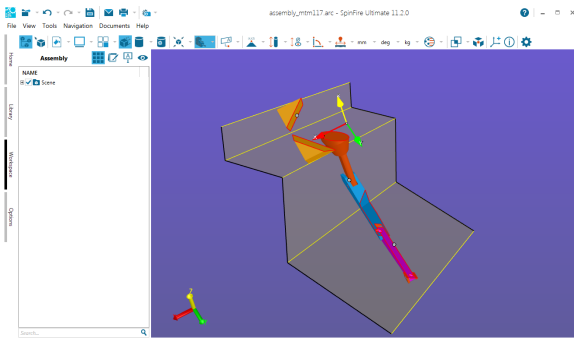 assembly_mtm117.arc - SpinFire Ultimate 11.2.0
File View Tools Navigation Documents Help
mm deg kg
Home
Library
Workspace
Options
Assembly
NAME
Scene
Z
Search...